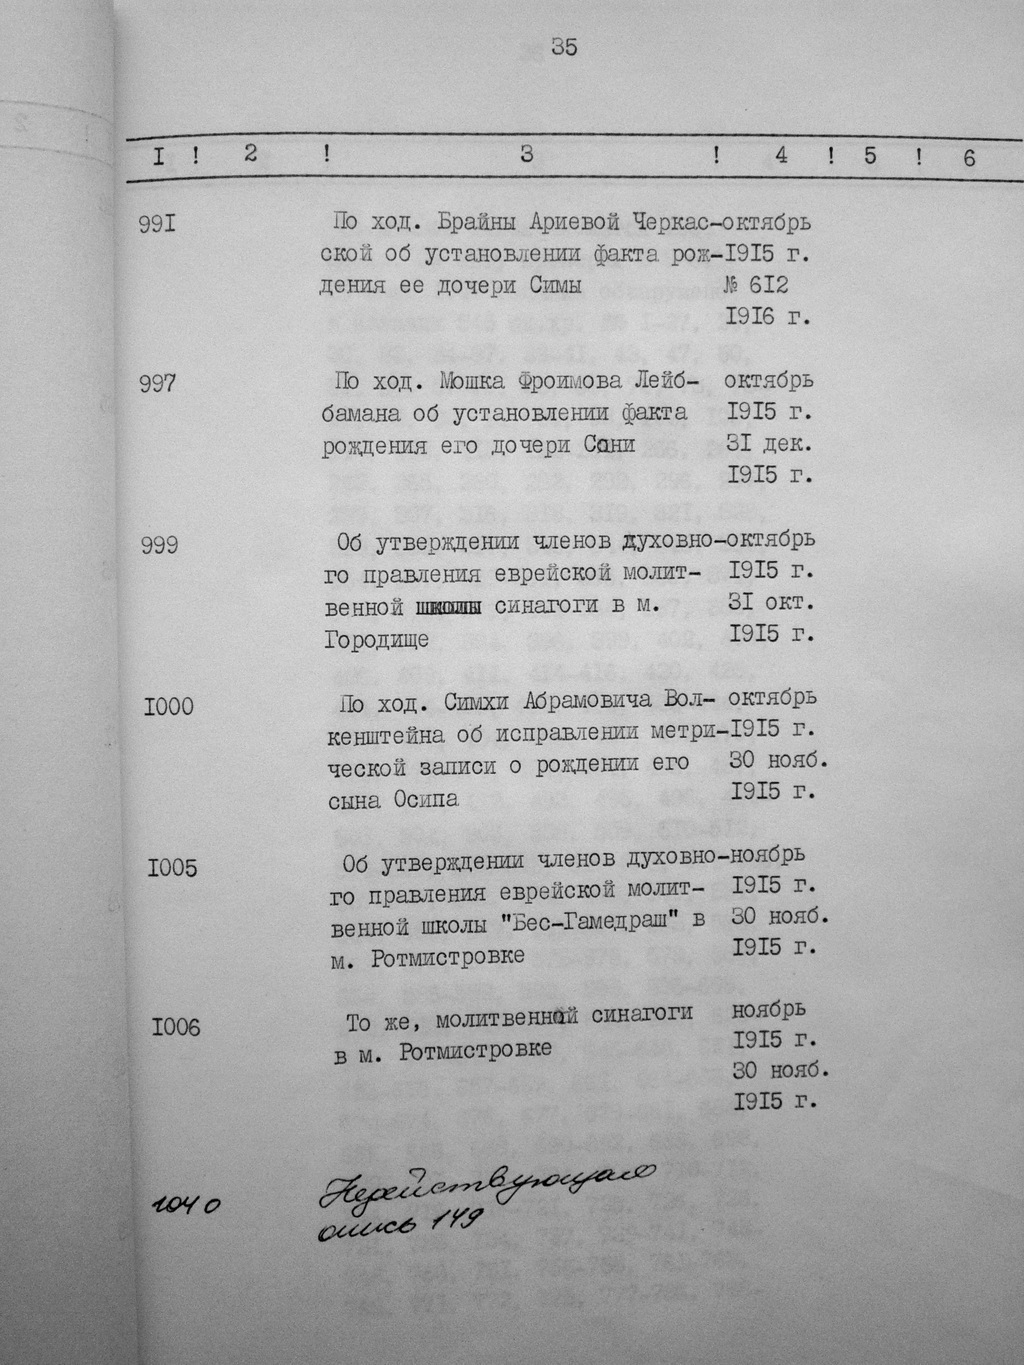 35
I ! 2 ! 3 ! 4 ! 5 ! 6
99I По ход. Брайны Ариевой Черкас-октябрь
ской об установлении факта рож-I9I5 г.
дения ее дочери Симы № 6I2
I9I6 г.
997 По ход. Мошка Фроимова Лейб- октябрь
бамана об установлении факта I9I5 г.
рождения его дочери Сони 3I дек.
I9I5 г.
999 Об утверждении членов духовно-октябрь
го правления еврейской молит- I9I5 г.
венной школы синагоги в м. 3I окт.
Городище I9I5 г.
I000 По ход. Симхи Абрамовича Вол- октябрь
кенштейна об исправлении метри-I9I5 г.
ческой записи о рождении его 30 нояб.
сына Осипа I9I5 г.
I005 Об утверждении членов духовно-ноябрь
го правления еврейской молит- I9I5 г.
венной школы "Бес-Гамедраш" в 30 нояб.
м. Ротмистровке I9I5 г.
I006 То же, молитвенной синагоги ноябрь
в м. Ротмистровке I9I5 г.
30 нояб.
I9I5 г.
1040 Недействующая
опись 149